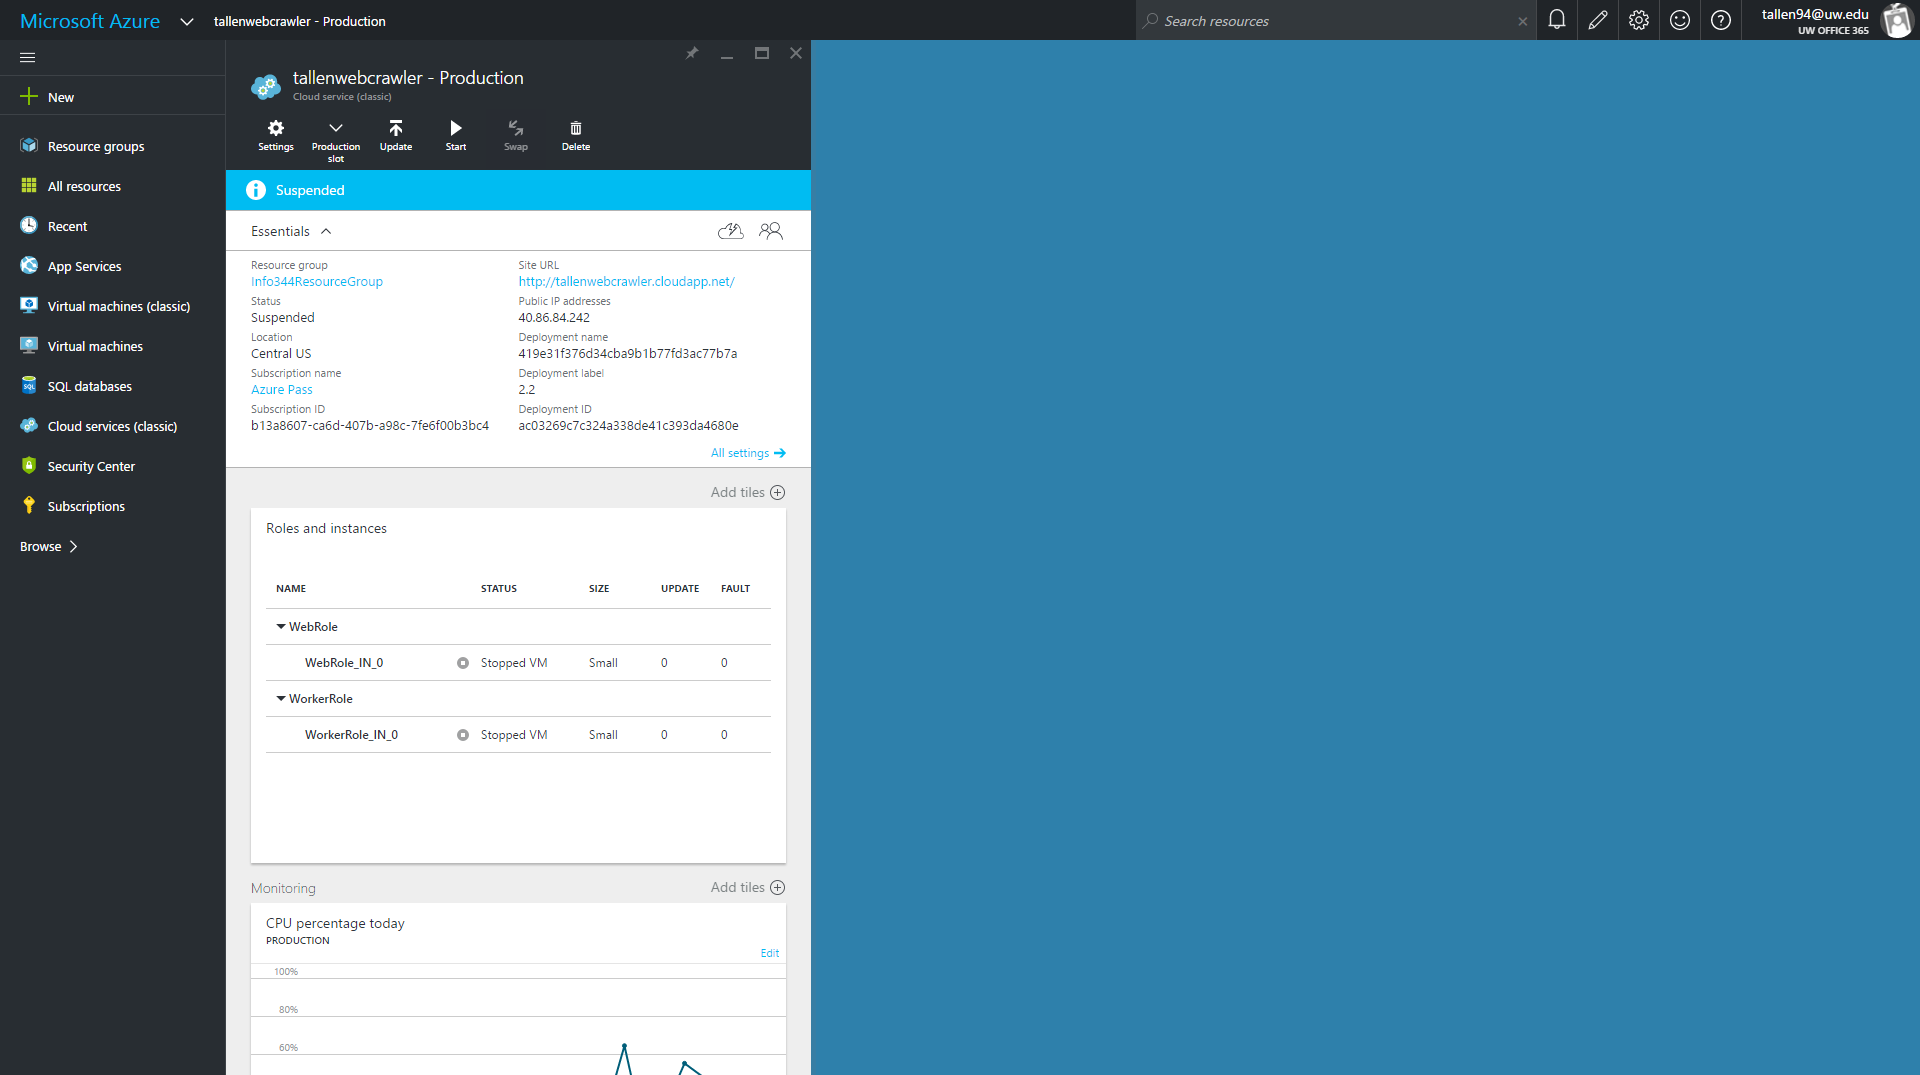 Microsoft Azure
tallenwebcrawler - Production
Search resources
tallen94@uw.edu
UW OFFICE 365
New
Resource groups
All resources
Recent
App Services
Virtual machines (classic)
Virtual machines
SQL databases
Cloud services (classic)
Security Center
Subscriptions
Browse
tallenwebcrawler - Production
Cloud service (classic)
Settings
Production slot
Update
Start
Swap
Delete
Suspended
Essentials
Resource group
Info344ResourceGroup
Status
Suspended
Location
Central US
Subscription name
Azure Pass
Subscription ID
b13a8607-ca6d-407b-a98c-7fe6f00b3bc4
Site URL
http://tallenwebcrawler.cloudapp.net/
Public IP addresses
40.86.84.242
Deployment name
419e31f376d34cba9b1b77fd3ac77b7a
Deployment label
2.2
Deployment ID
ac03269c7c324a338de41c393da4680e
All settings
Add tiles
Roles and instances
NAME STATUS SIZE UPDATE FAULT
WebRole
WebRole_IN_0 Stopped VM Small 0 0
WorkerRole
WorkerRole_IN_0 Stopped VM Small 0 0
Monitoring
Add tiles
CPU percentage today
PRODUCTION
Edit
100%
80%
60%